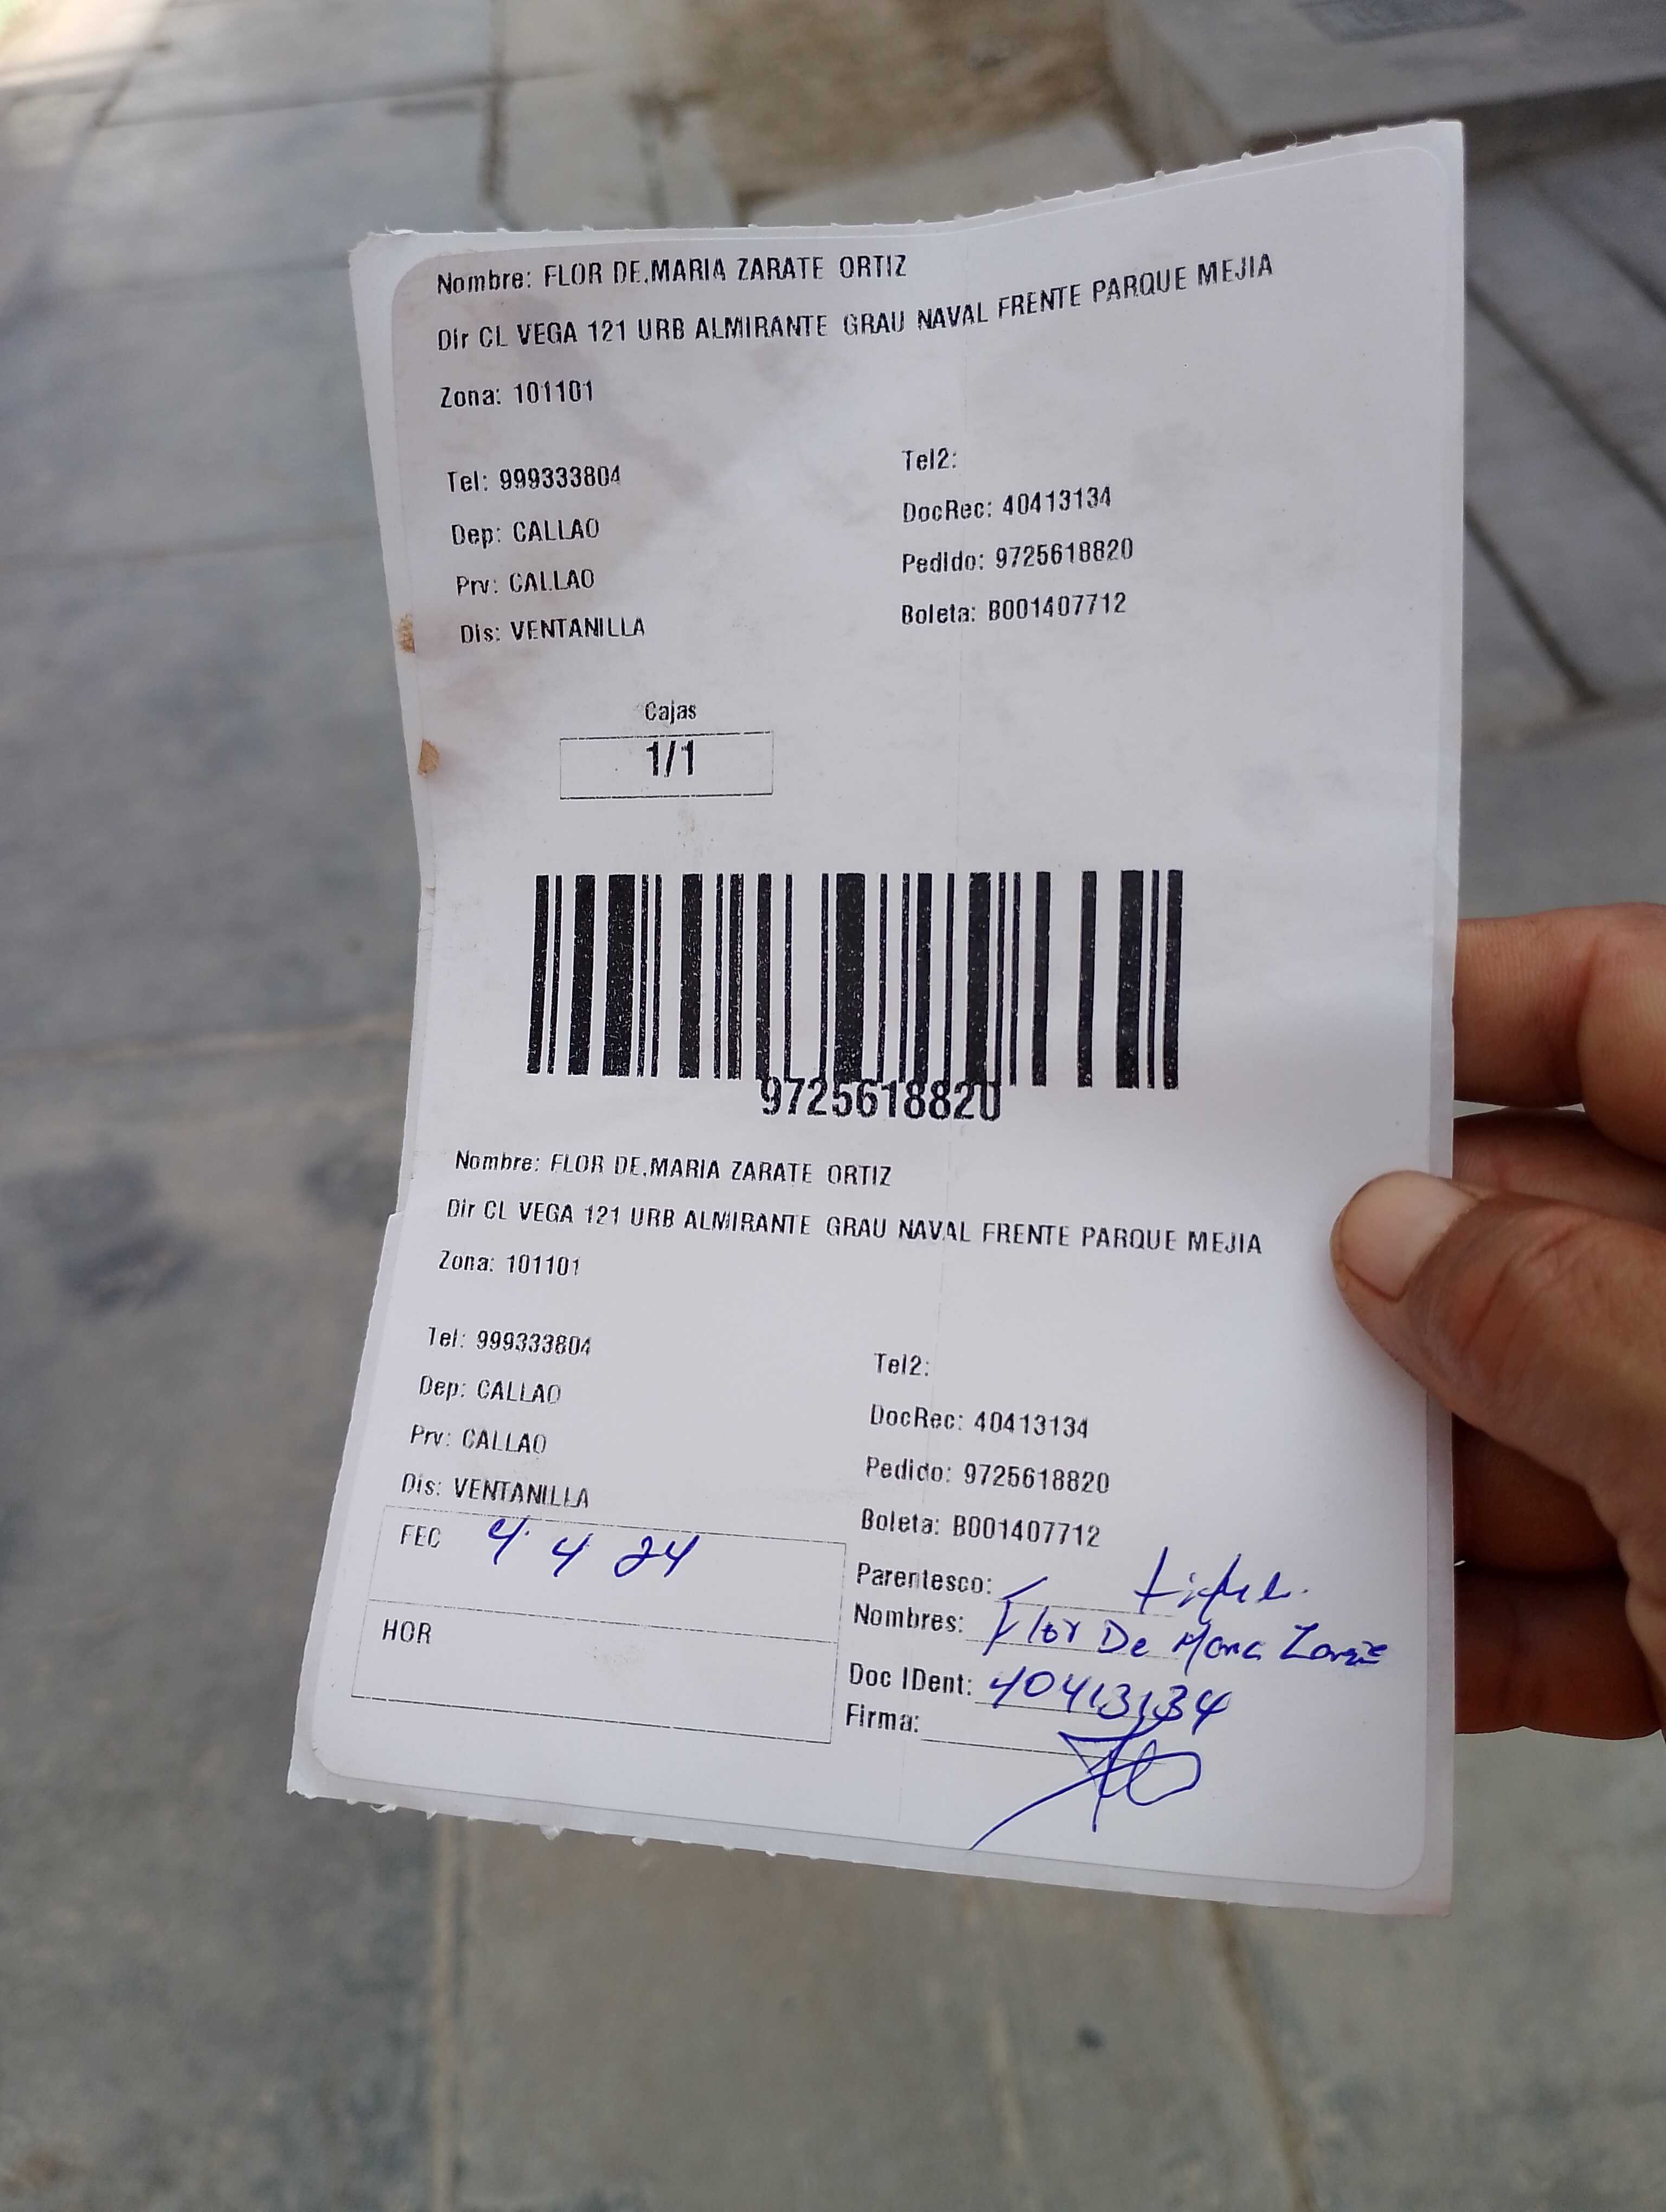 Nombre: FLOR DE.MARIA ZARATE ORTIZ
Dir CL VEGA 121 URB ALMIRANTE GRAU NAVAL FRENTE PARQUE MEJIA
Zona: 101101
Tel: 999333804
Tel2:
Dep: CALLAO
DocRec: 40413134
Prv: CALLAO
Pedido: 9725618820
Dis: VENTANILLA
Boleta: B001407712
Cajas
1/1
9725618820
Nombre: FLOR DE.MARIA ZARATE ORTIZ
Dir CL VEGA 121 URB ALMIRANTE GRAU NAVAL FRENTE PARQUE MEJIA
Zona: 101101
Tel: 999333804
Tel2:
Dep: CALLAO
DocRec: 40413134
Prv: CALLAO
Pedido: 9725618820
Dis: VENTANILLA
Boleta: B001407712
FEC 4 4 24
HOR
Parentesco:
Nombres: Flor De Maria
Doc IDent: 40413134
Firma: